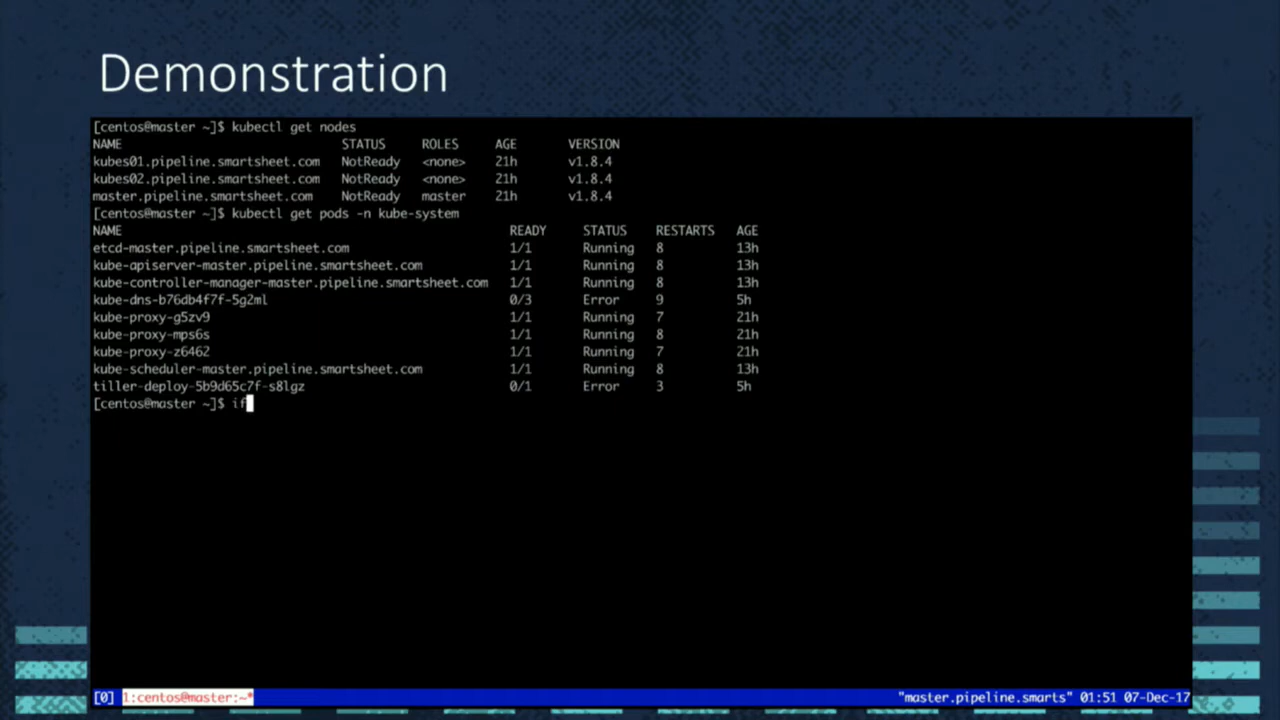 Demonstration
[centos@master ~]$ kubectl get nodes
NAME STATUS ROLES AGE VERSION
kubes01.pipeline.smartsheet.com NotReady <none> 21h v1.8.4
kubes02.pipeline.smartsheet.com NotReady <none> 21h v1.8.4
master.pipeline.smartsheet.com NotReady master 21h v1.8.4
[centos@master ~]$ kubectl get pods -n kube-system
NAME READY STATUS RESTARTS AGE
etcd-master.pipeline.smartsheet.com 1/1 Running 8 13h
kube-apiserver-master.pipeline.smartsheet.com 1/1 Running 8 13h
kube-controller-manager-master.pipeline.smartsheet.com 1/1 Running 8 13h
kube-dns-b76db4f7f-5g2ml 0/3 Error 9 5h
kube-proxy-g5zv9 1/1 Running 7 21h
kube-proxy-mps6s 1/1 Running 8 21h
kube-proxy-z6462 1/1 Running 7 21h
kube-scheduler-master.pipeline.smartsheet.com 1/1 Running 8 13h
tiller-deploy-5b9d65c7f-s8lgz 0/1 Error 3 5h
[centos@master ~]$ if
[0] 1:centos@master:~* "master.pipeline.smarts" 01:51 07-Dec-17